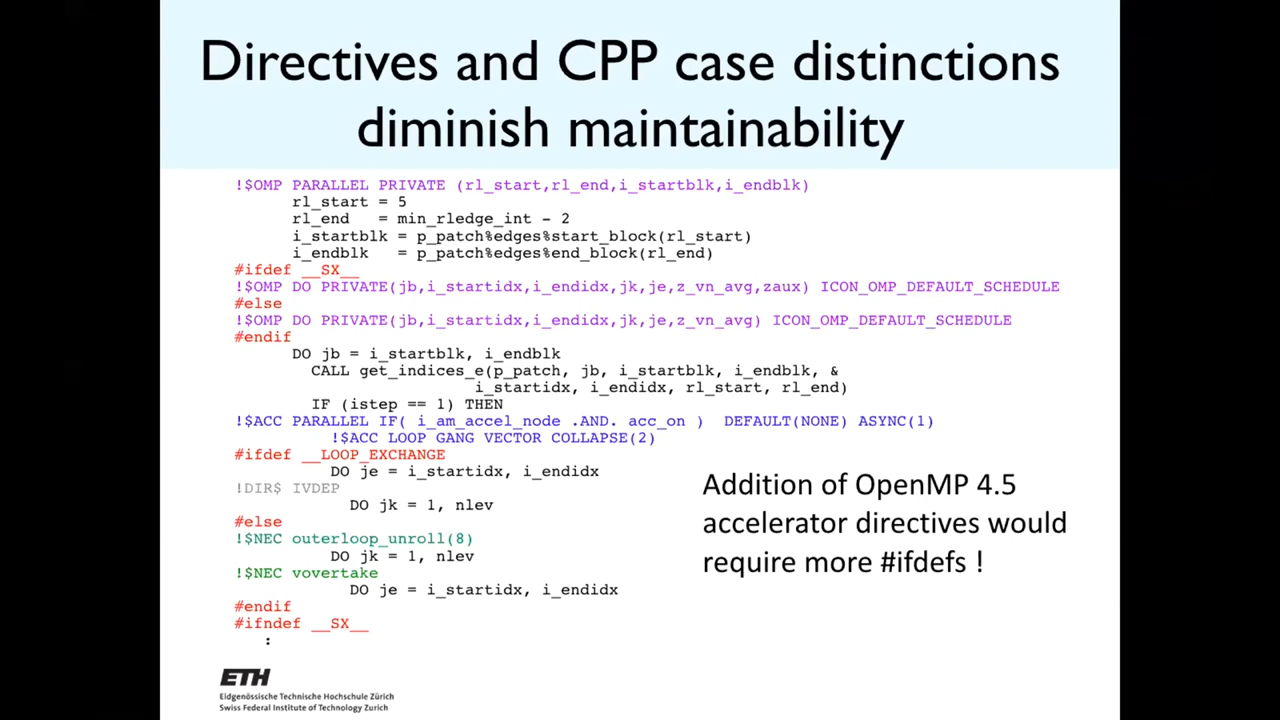 Directives and CPP case distinctions
diminish maintainability
!$OMP PARALLEL PRIVATE (rl_start,rl_end,i_startblk,i_endblk)
rl_start = 5
rl_end   = min_rledge_int - 2
i_startblk = p_patch%edges%start_block(rl_start)
i_endblk   = p_patch%edges%end_block(rl_end)
#ifdef __SX__
!$OMP DO PRIVATE(jb,i_startidx,i_endidx,jk,je,z_vn_avg,zaux) ICON_OMP_DEFAULT_SCHEDULE
#else
!$OMP DO PRIVATE(jb,i_startidx,i_endidx,jk,je,z_vn_avg) ICON_OMP_DEFAULT_SCHEDULE
#endif
DO jb = i_startblk, i_endblk
CALL get_indices_e(p_patch, jb, i_startblk, i_endblk, &
i_startidx, i_endidx, rl_start, rl_end)
IF (istep == 1) THEN
!$ACC PARALLEL IF( i_am_accel_node .AND. acc_on )  DEFAULT(NONE) ASYNC(1)
!$ACC LOOP GANG VECTOR COLLAPSE(2)
#ifdef __LOOP_EXCHANGE
DO je = i_startidx, i_endidx
!DIR$ IVDEP
DO jk = 1, nlev
#else
!$NEC outerloop_unroll(8)
DO jk = 1, nlev
!$NEC vovertake
DO je = i_startidx, i_endidx
#endif
#ifndef __SX__
:
Addition of OpenMP 4.5
accelerator directives would
require more #ifdefs !
ETH
Eidgenössische Technische Hochschule Zürich
Swiss Federal Institute of Technology Zurich